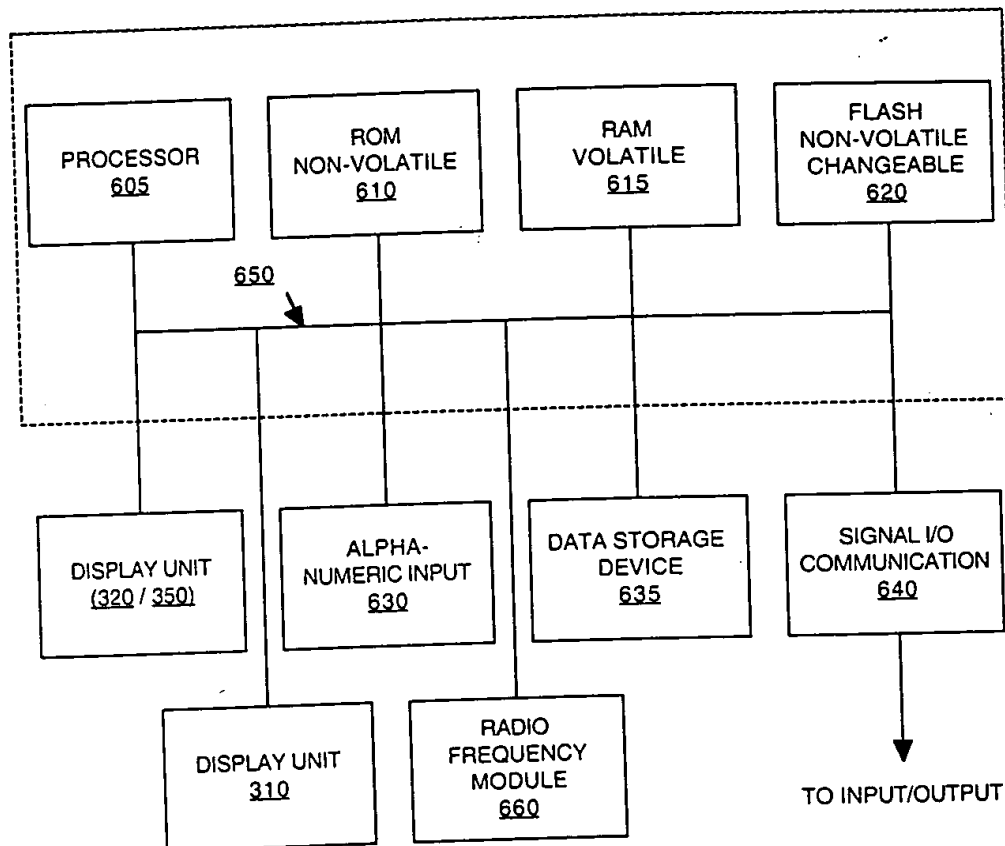 PROCESSOR
605
ROM
NON-VOLATILE
610
RAM
VOLATILE
615
FLASH
NON-VOLATILE
CHANGEABLE
620
650
DISPLAY UNIT
(320 / 350)
ALPHA-
NUMERIC INPUT
630
DATA STORAGE
DEVICE
635
SIGNAL I/O
COMMUNICATION
640
DISPLAY UNIT
310
RADIO
FREQUENCY
MODULE
660
TO INPUT/OUTPUT